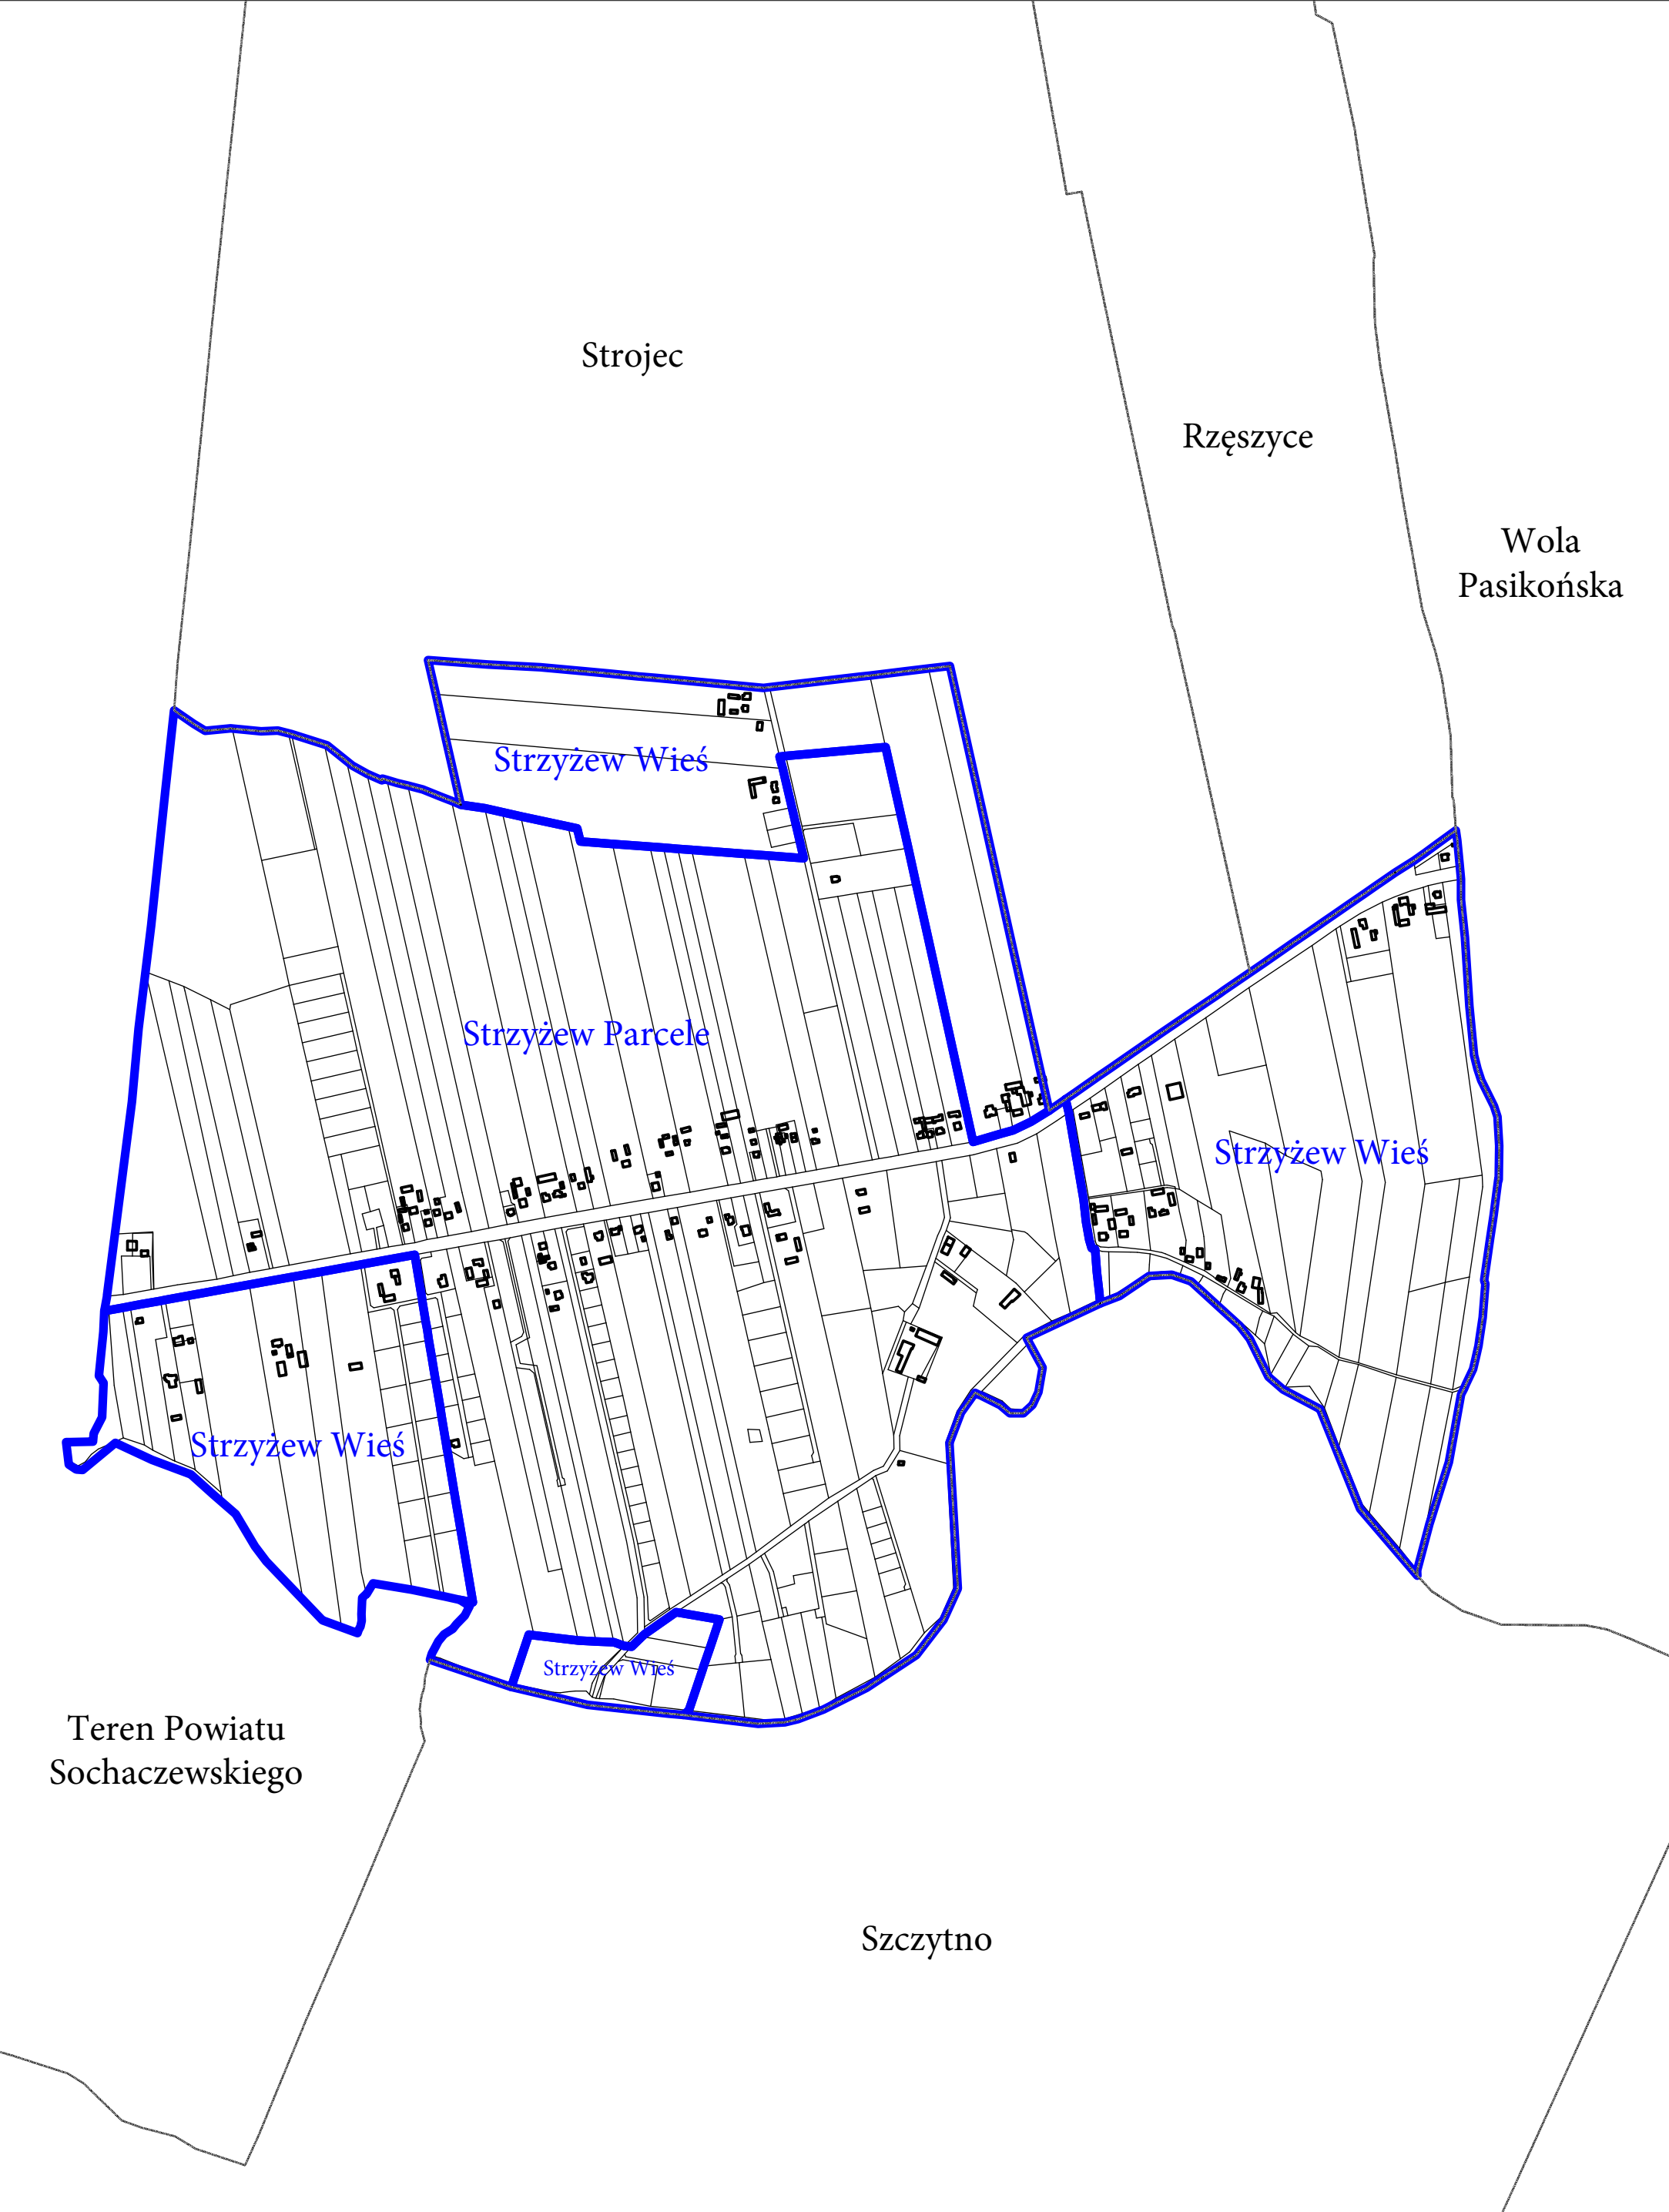 Strojec
Rzęszyce
Wola
Pasikońska
Strzyżew Wieś
Strzyżew Parcele
Strzyżew Wieś
Strzyżew Wieś
Strzyżew Wieś
Teren Powiatu
Sochaczewskiego
Szczytno